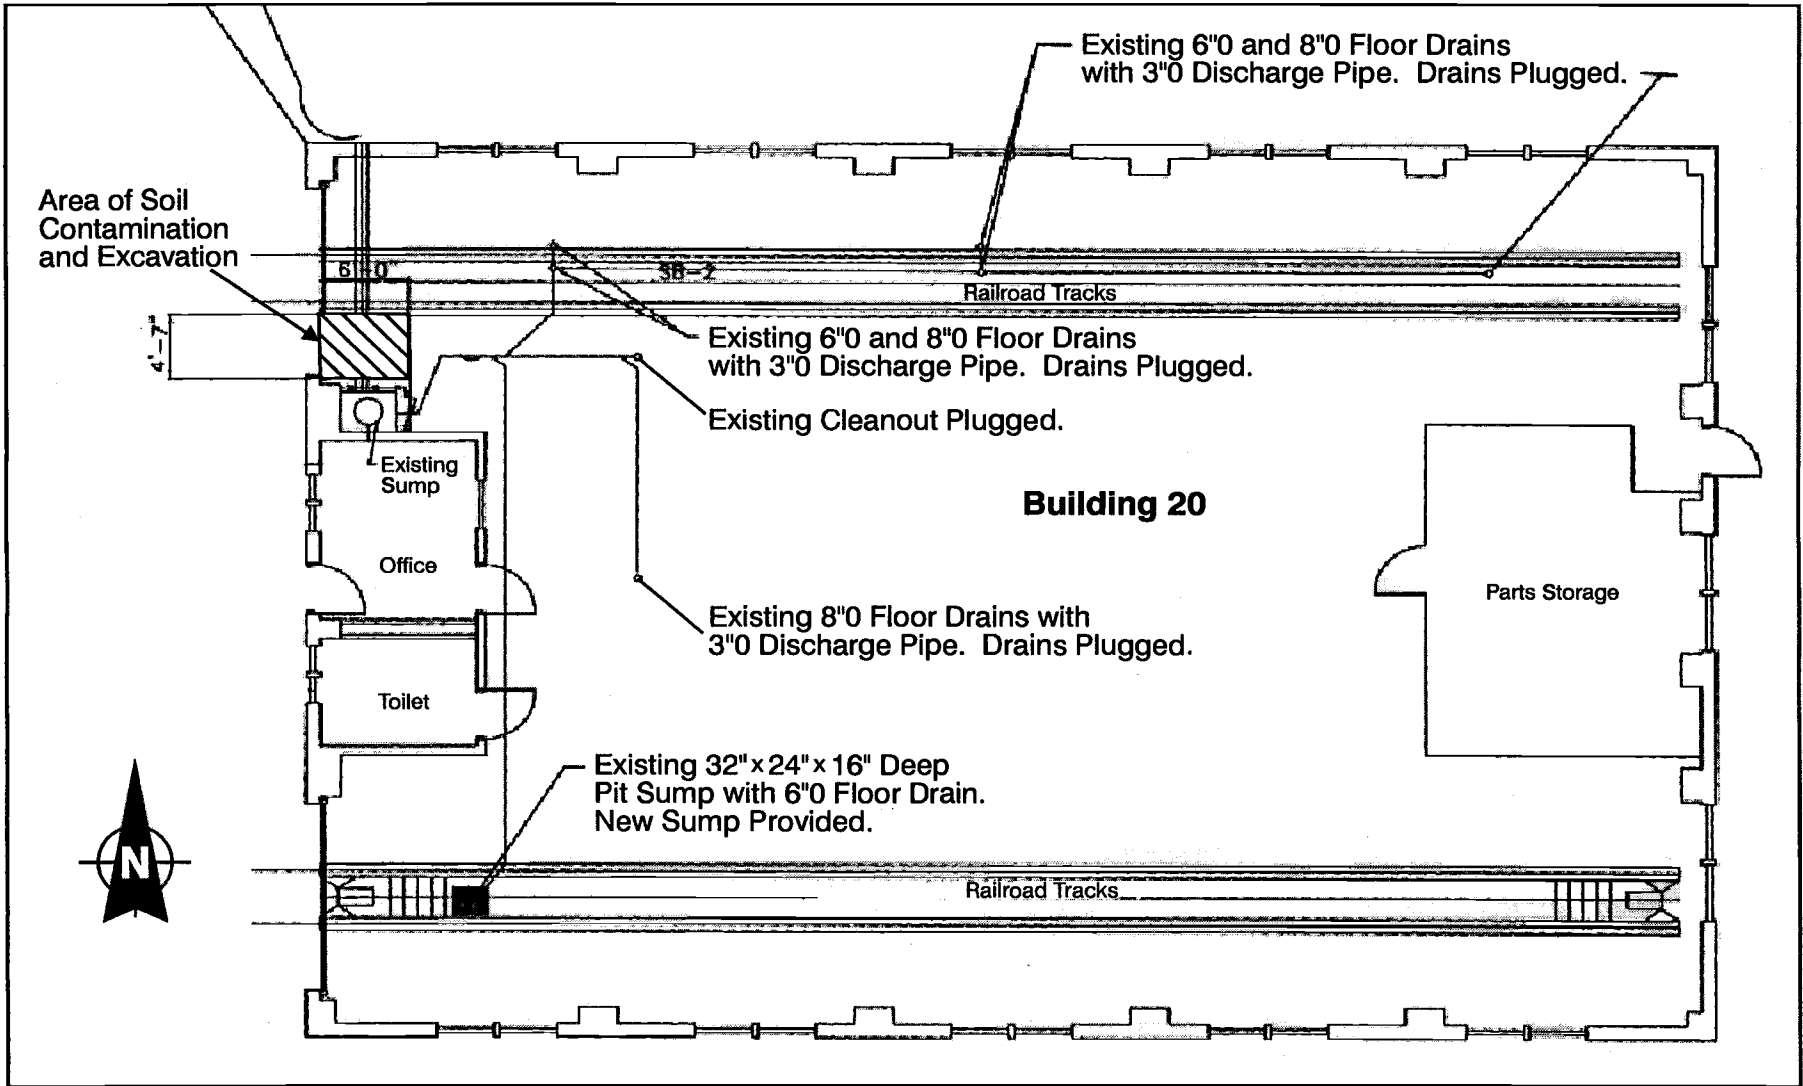 Existing 6"0 and 8"0 Floor Drains
with 3"0 Discharge Pipe. Drains Plugged.
Area of Soil
Contamination
and Excavation
6'-0"
Railroad Tracks
4'-7"
Existing 6"0 and 8"0 Floor Drains
with 3"0 Discharge Pipe. Drains Plugged.
Existing Cleanout Plugged.
Existing
Sump
Building 20
Office
Parts Storage
Existing 8"0 Floor Drains with
3"0 Discharge Pipe. Drains Plugged.
Toilet
Existing 32"x24"x16" Deep
Pit Sump with 6"0 Floor Drain.
New Sump Provided.
N
Railroad Tracks